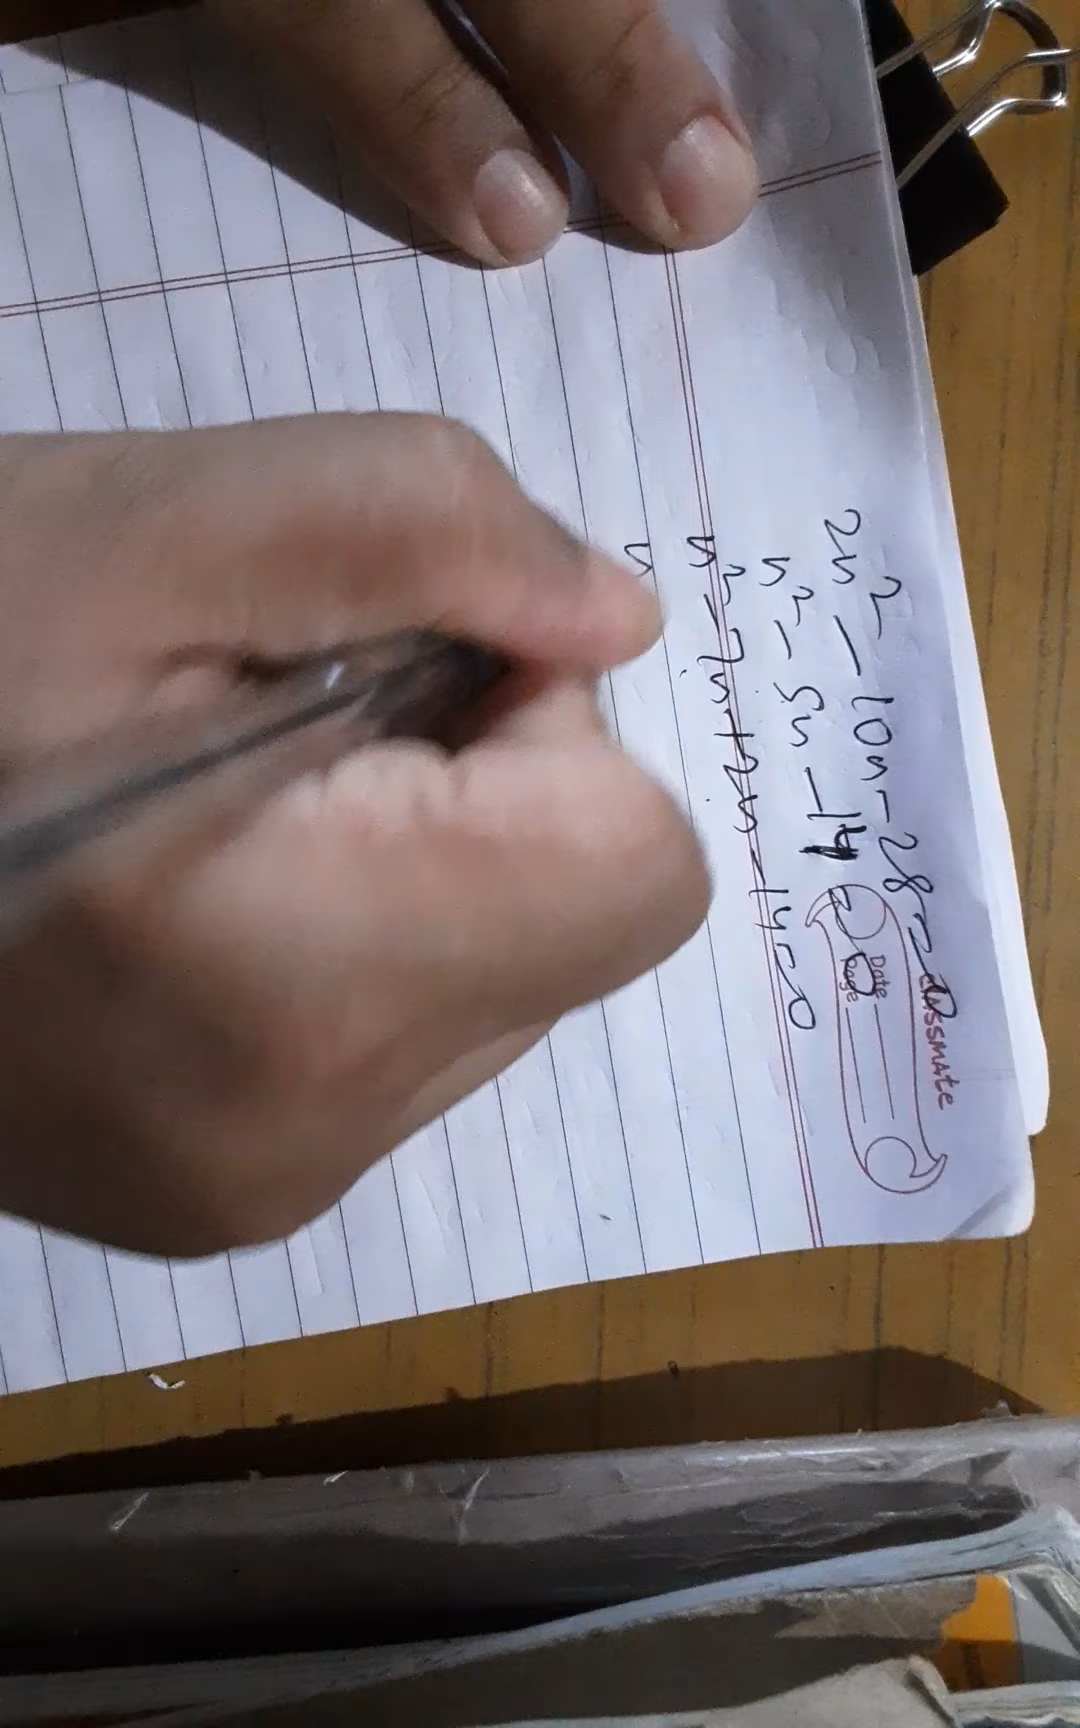 2n² - 10n - 28 = 0
n² - 5n - 14 = 0
n² - 7n + 2n - 14 = 0
n
classmate
Date
Page